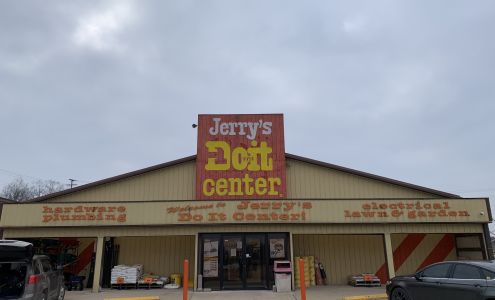 Jerry's
Do it
center
hardware
plumbing
Welcome to Jerry's
Do It Center!
electrical
lawn & garden